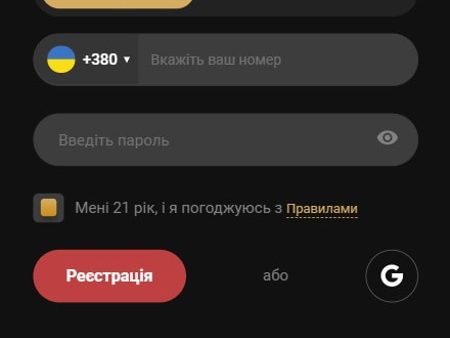 +380 Вкажіть ваш номер
Введіть пароль
Мені 21 рік, і я погоджуюсь з Правилами
Реєстрація або G